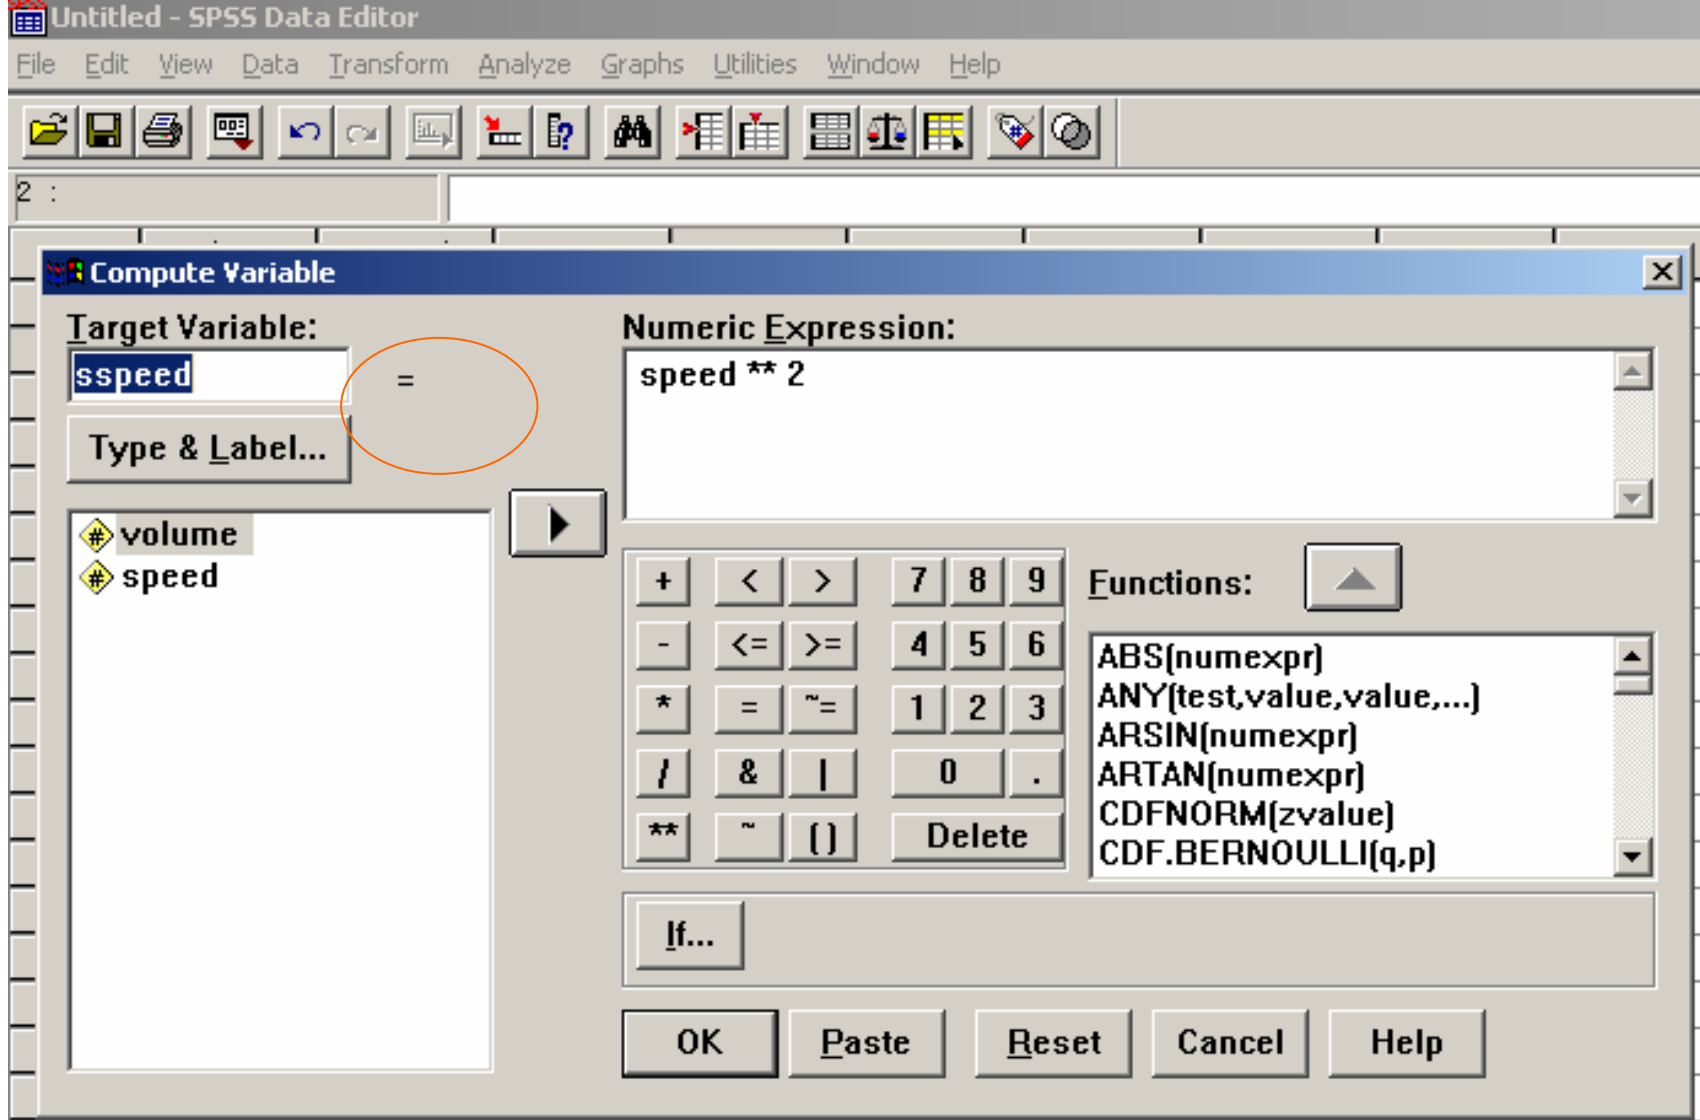 Untitled - SPSS Data Editor
File Edit View Data Transform Analyze Graphs Utilities Window Help
2 :
Compute Variable
Target Variable:
sspeed
=
Type & Label...
volume
speed
Numeric Expression:
speed ** 2
+ < > 7 8 9
- <= >= 4 5 6
* = ~= 1 2 3
/ & | 0 .
** ~ () Delete
Functions:
ABS(numexpr)
ANY(test,value,value,...)
ARSIN(numexpr)
ARTAN(numexpr)
CDFNORM(zvalue)
CDF.BERNOULLI(q,p)
If...
OK Paste Reset Cancel Help